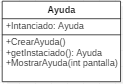 Ayuda
+Intanciado: Ayuda
+CrearAyuda()
+getInstaciado(): Ayuda
+MostrarAyuda(int pantalla)